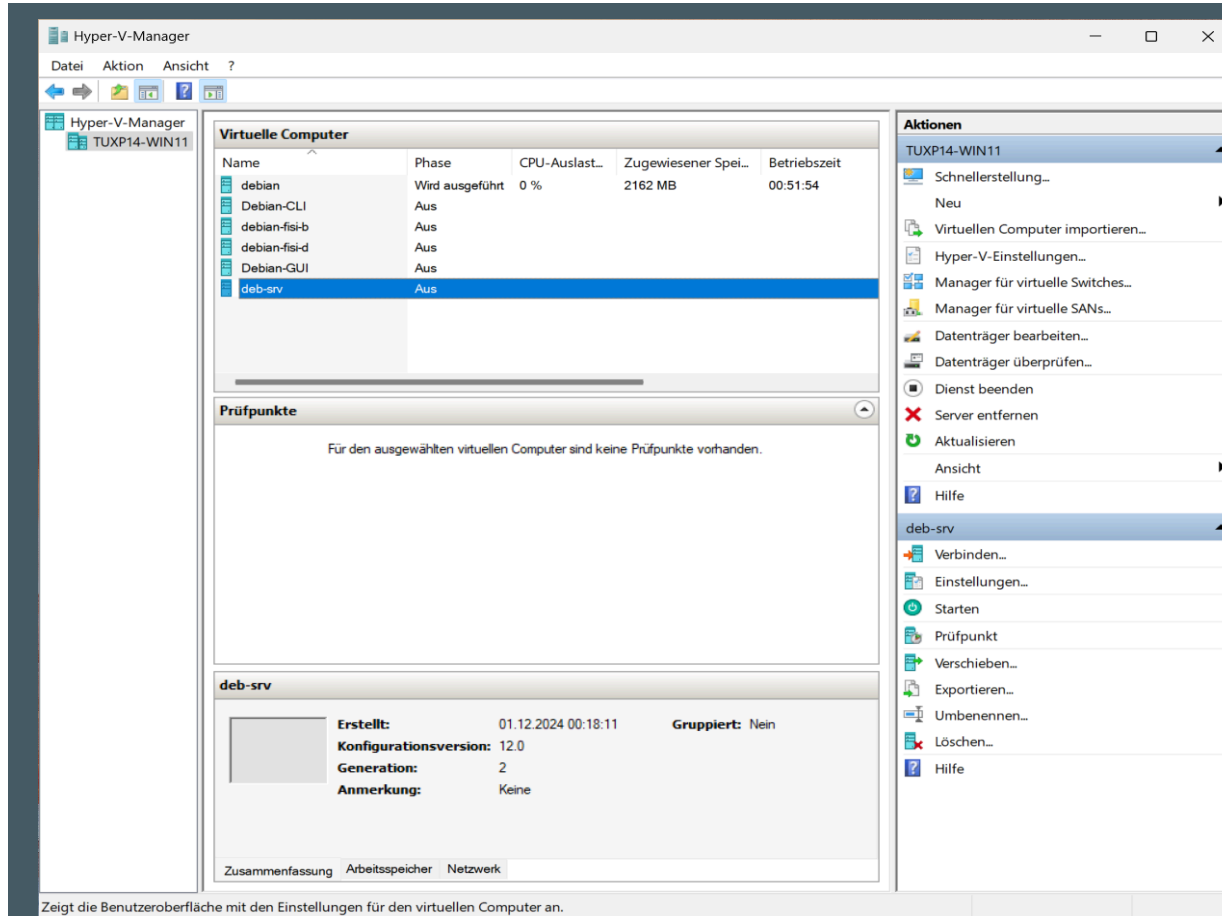 Hyper-V-Manager
Datei Aktion Ansicht ?
Hyper-V-Manager
TUXP14-WIN11
Virtuelle Computer
Name Phase CPU-Auslast... Zugewiesener Spei... Betriebszeit
debian Wird ausgeführt 0 % 2162 MB 00:51:54
Debian-CLI Aus
debian-fisi-b Aus
debian-fisi-d Aus
Debian-GUI Aus
deb-srv Aus
Prüfpunkte
Für den ausgewählten virtuellen Computer sind keine Prüfpunkte vorhanden.
deb-srv
Erstellt: 01.12.2024 00:18:11 Gruppiert: Nein
Konfigurationsversion: 12.0
Generation: 2
Anmerkung: Keine
Zusammenfassung Arbeitsspeicher Netzwerk
Aktionen
TUXP14-WIN11
Schnellerstellung...
Neu
Virtuellen Computer importieren...
Hyper-V-Einstellungen...
Manager für virtuelle Switches...
Manager für virtuelle SANs...
Datenträger bearbeiten...
Datenträger überprüfen...
Dienst beenden
Server entfernen
Aktualisieren
Ansicht
Hilfe
deb-srv
Verbinden...
Einstellungen...
Starten
Prüfpunkt
Verschieben...
Exportieren...
Umbenennen...
Löschen...
Hilfe
Zeigt die Benutzeroberfläche mit den Einstellungen für den virtuellen Computer an.